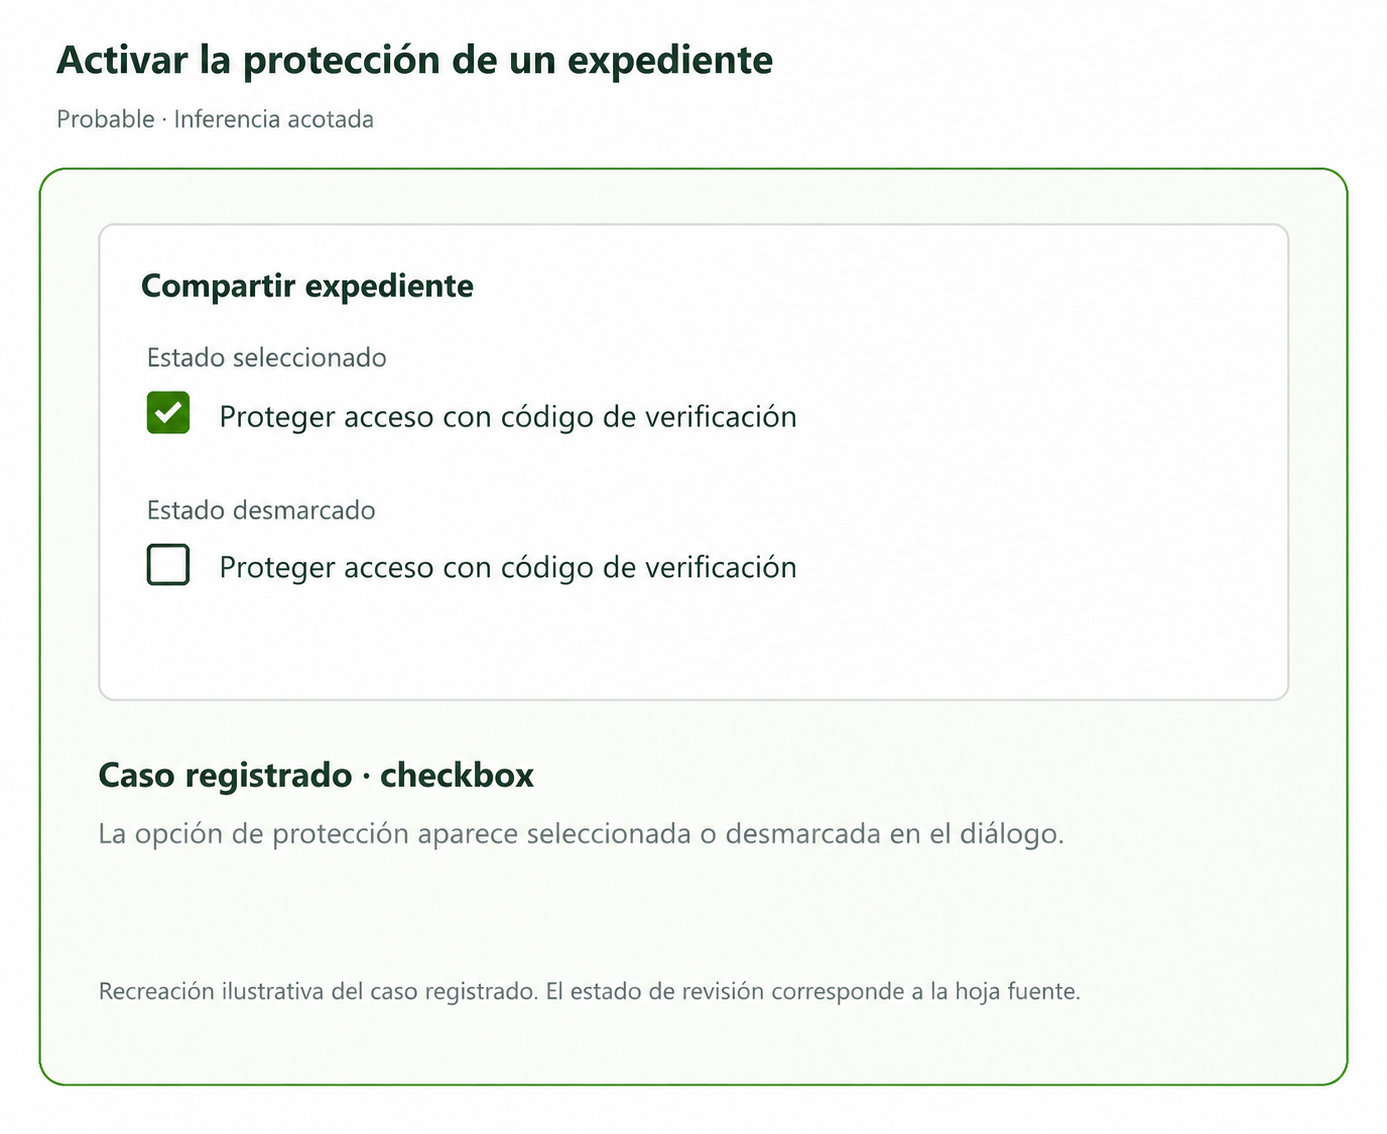 Activar la protección de un expediente
Probable · Inferencia acotada
Compartir expediente
Estado seleccionado
Proteger acceso con código de verificación
Estado desmarcado
Proteger acceso con código de verificación
Caso registrado · checkbox
La opción de protección aparece seleccionada o desmarcada en el diálogo.
Recreación ilustrativa del caso registrado. El estado de revisión corresponde a la hoja fuente.